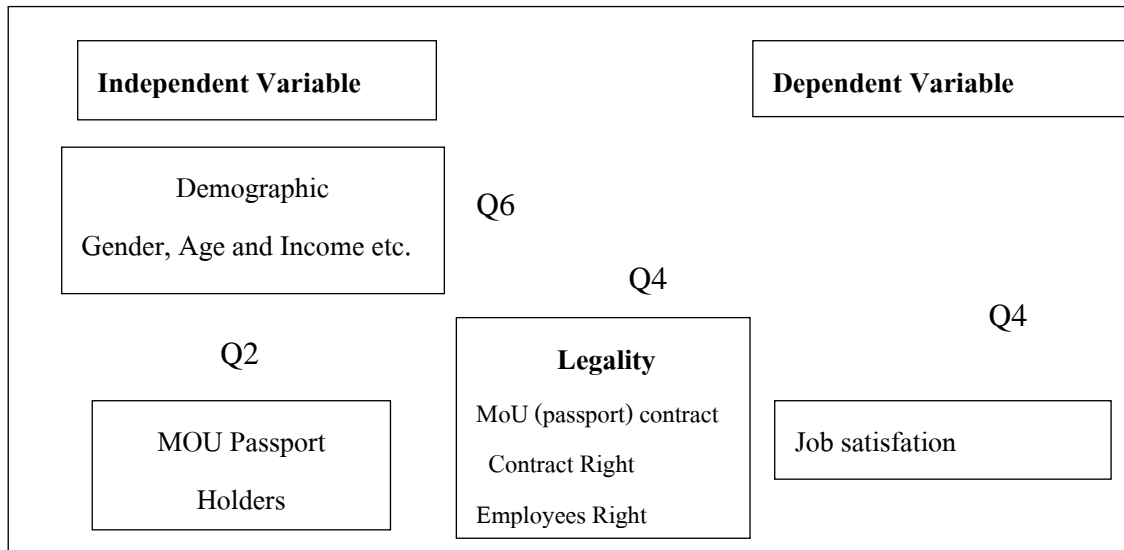 Independent Variable
Dependent Variable
Demographic
Gender, Age and Income etc.
Q6
Q4
Q4
Q2
Legality
MoU (passport) contract
Contract Right
Employees Right
MOU Passport
Holders
Job satisfation